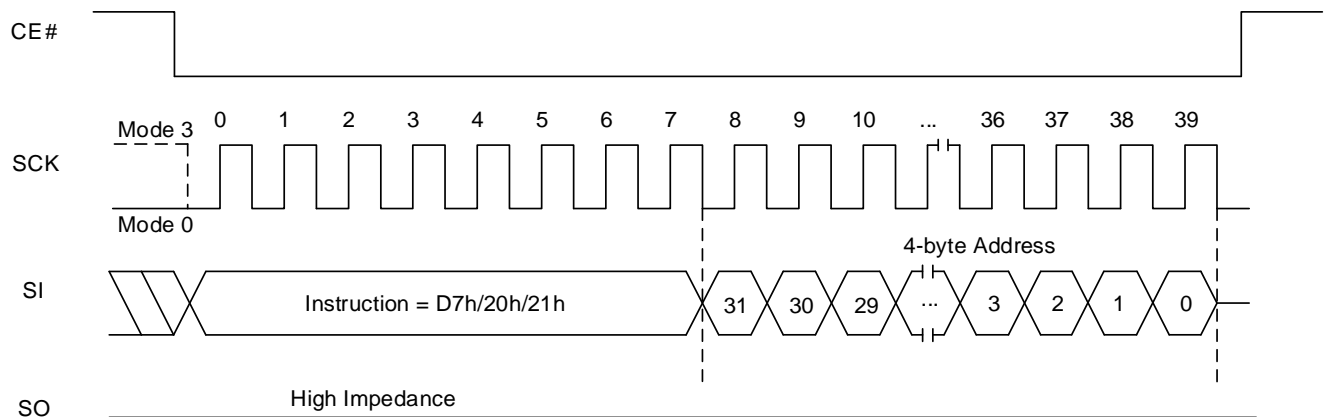 CE#
0 1 2 3 4 5 6 7 8 9 10 ... 36 37 38 39
Mode 3
SCK
Mode 0
4-byte Address
SI
Instruction = D7h/20h/21h 31 30 29 ... 3 2 1 0
High Impedance
SO